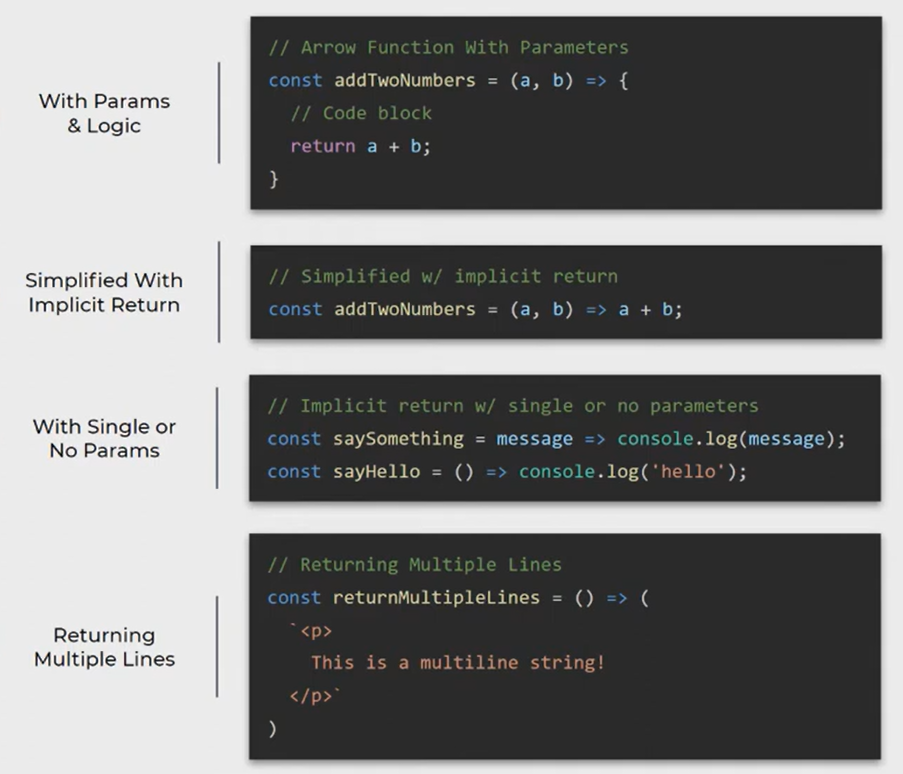 With Params
& Logic
// Arrow Function With Parameters
const addTwoNumbers = (a, b) => {
  // Code block
  return a + b;
}
Simplified With
Implicit Return
// Simplified w/ implicit return
const addTwoNumbers = (a, b) => a + b;
With Single or
No Params
// Implicit return w/ single or no parameters
const saySomething = message => console.log(message);
const sayHello = () => console.log('hello');
Returning
Multiple Lines
// Returning Multiple Lines
const returnMultipleLines = () => (
  `<p>
    This is a multiline string!
  </p>`
)